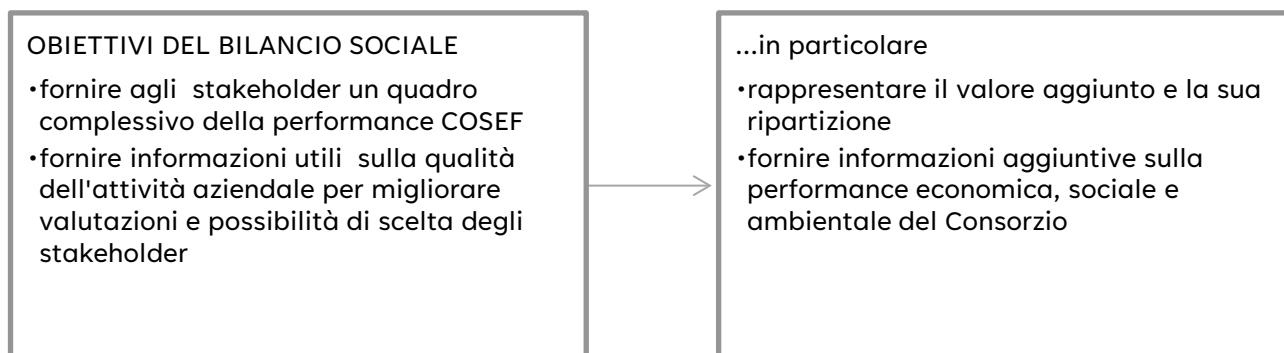 OBIETTIVI DEL BILANCIO SOCIALE
•fornire agli stakeholder un quadro
complessivo della performance COSEF
•fornire informazioni utili sulla qualità
dell'attività aziendale per migliorare
valutazioni e possibilità di scelta degli
stakeholder
...in particolare
•rappresentare il valore aggiunto e la sua
ripartizione
•fornire informazioni aggiuntive sulla
performance economica, sociale e
ambientale del Consorzio